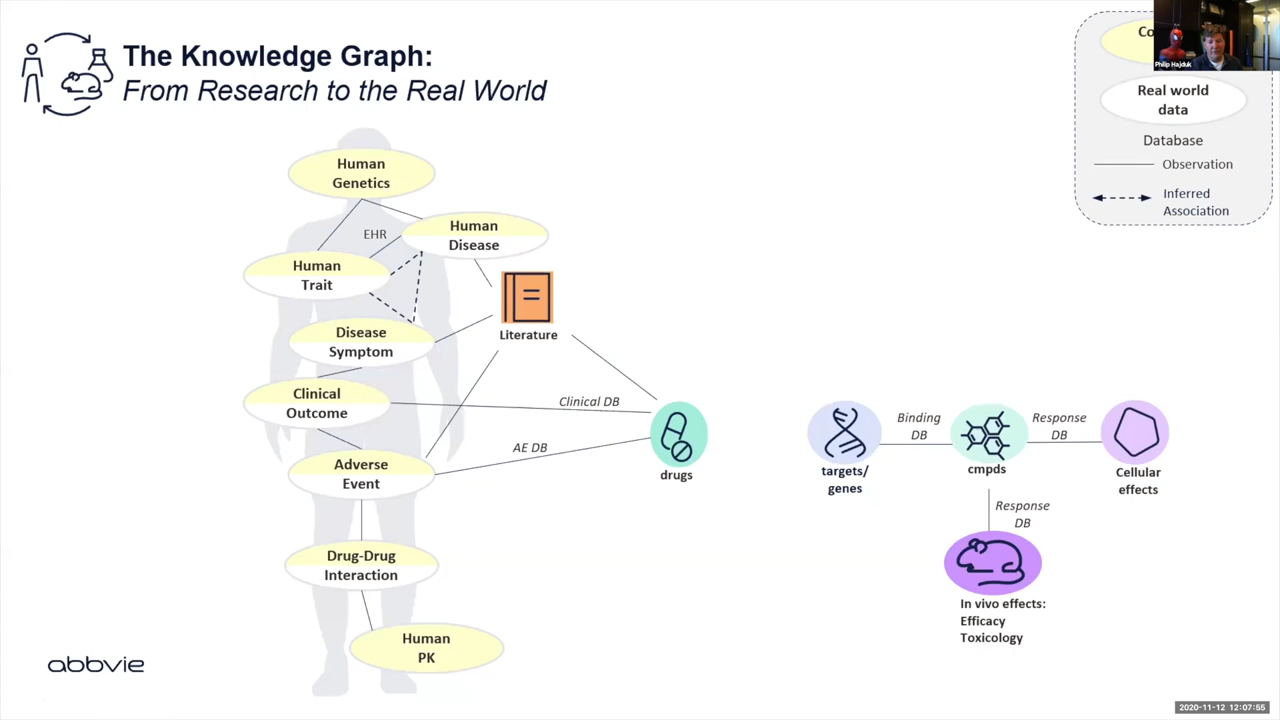 The Knowledge Graph:
From Research to the Real World
Philip Hajduk
Real world
data
Database
Observation
Inferred
Association
Human
Genetics
EHR
Human
Disease
Human
Trait
Literature
Disease
Symptom
Clinical
Outcome
Clinical DB
AE DB
Adverse
Event
drugs
Drug-Drug
Interaction
Human
PK
targets/
genes
Binding
DB
cmpds
Response
DB
Cellular
effects
Response
DB
In vivo effects:
Efficacy
Toxicology
abbvie
2020-11-12 12:07:55